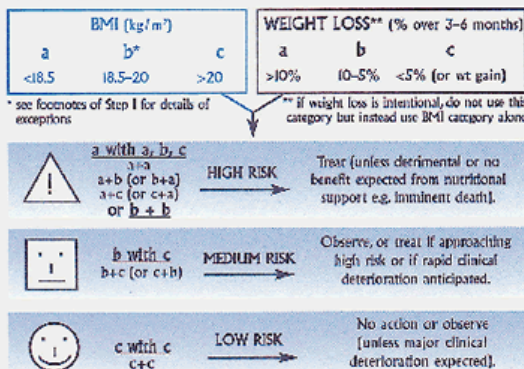 BMI (kg/m²)
a b* c
<18.5 18.5–20 >20
WEIGHT LOSS** (% over 3–6 months)
a b c
>10% 10–5% <5% (or wt gain)
* see footnotes of Step 1 for details of
exceptions
** if weight loss is intentional, do not use this
category but instead use BMI category alone
a with a, b, c
a+a
a+b (or b+a)
a+c (or c+a)
or b + b
HIGH RISK
Treat (unless detrimental or no
benefit expected from nutritional
support e.g. imminent death).
b with c
b+c (or c+b)
MEDIUM RISK
Observe, or treat if approaching
high risk or if rapid clinical
deterioration anticipated.
c with c
c+c
LOW RISK
No action or observe
(unless major clinical
deterioration expected).